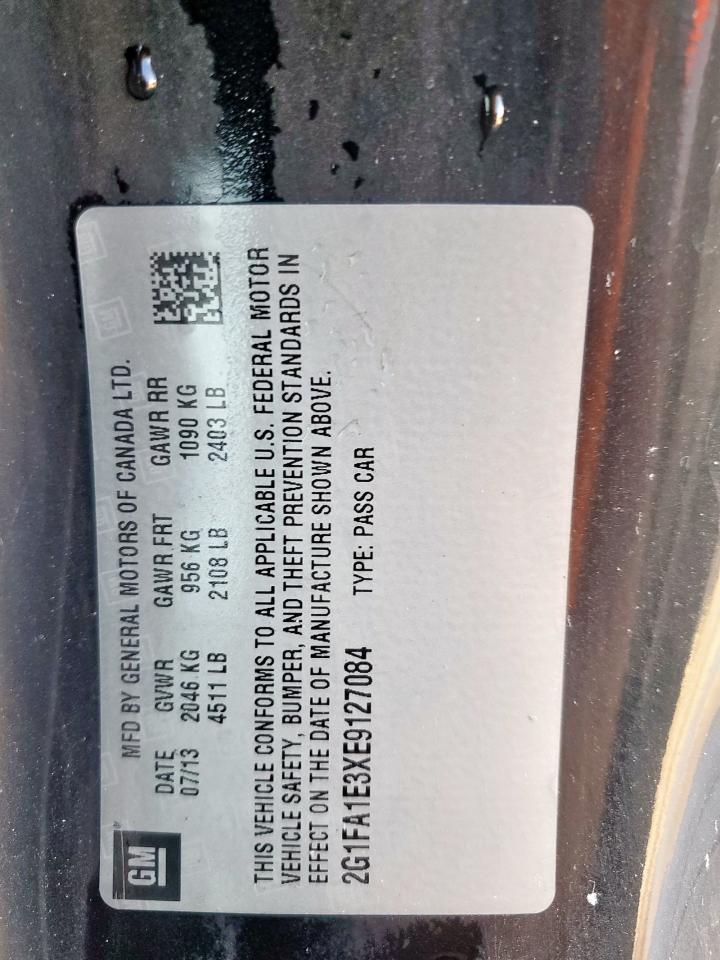 GM
MFD BY GENERAL MOTORS OF CANADA LTD.
DATE GVWR GAWR FRT GAWR RR
07/13 2046 KG 956 KG 1090 KG
4511 LB 2108 LB 2403 LB
THIS VEHICLE CONFORMS TO ALL APPLICABLE U.S. FEDERAL MOTOR
VEHICLE SAFETY, BUMPER, AND THEFT PREVENTION STANDARDS IN
EFFECT ON THE DATE OF MANUFACTURE SHOWN ABOVE.
2G1FA1E3XE9127084 TYPE: PASS CAR